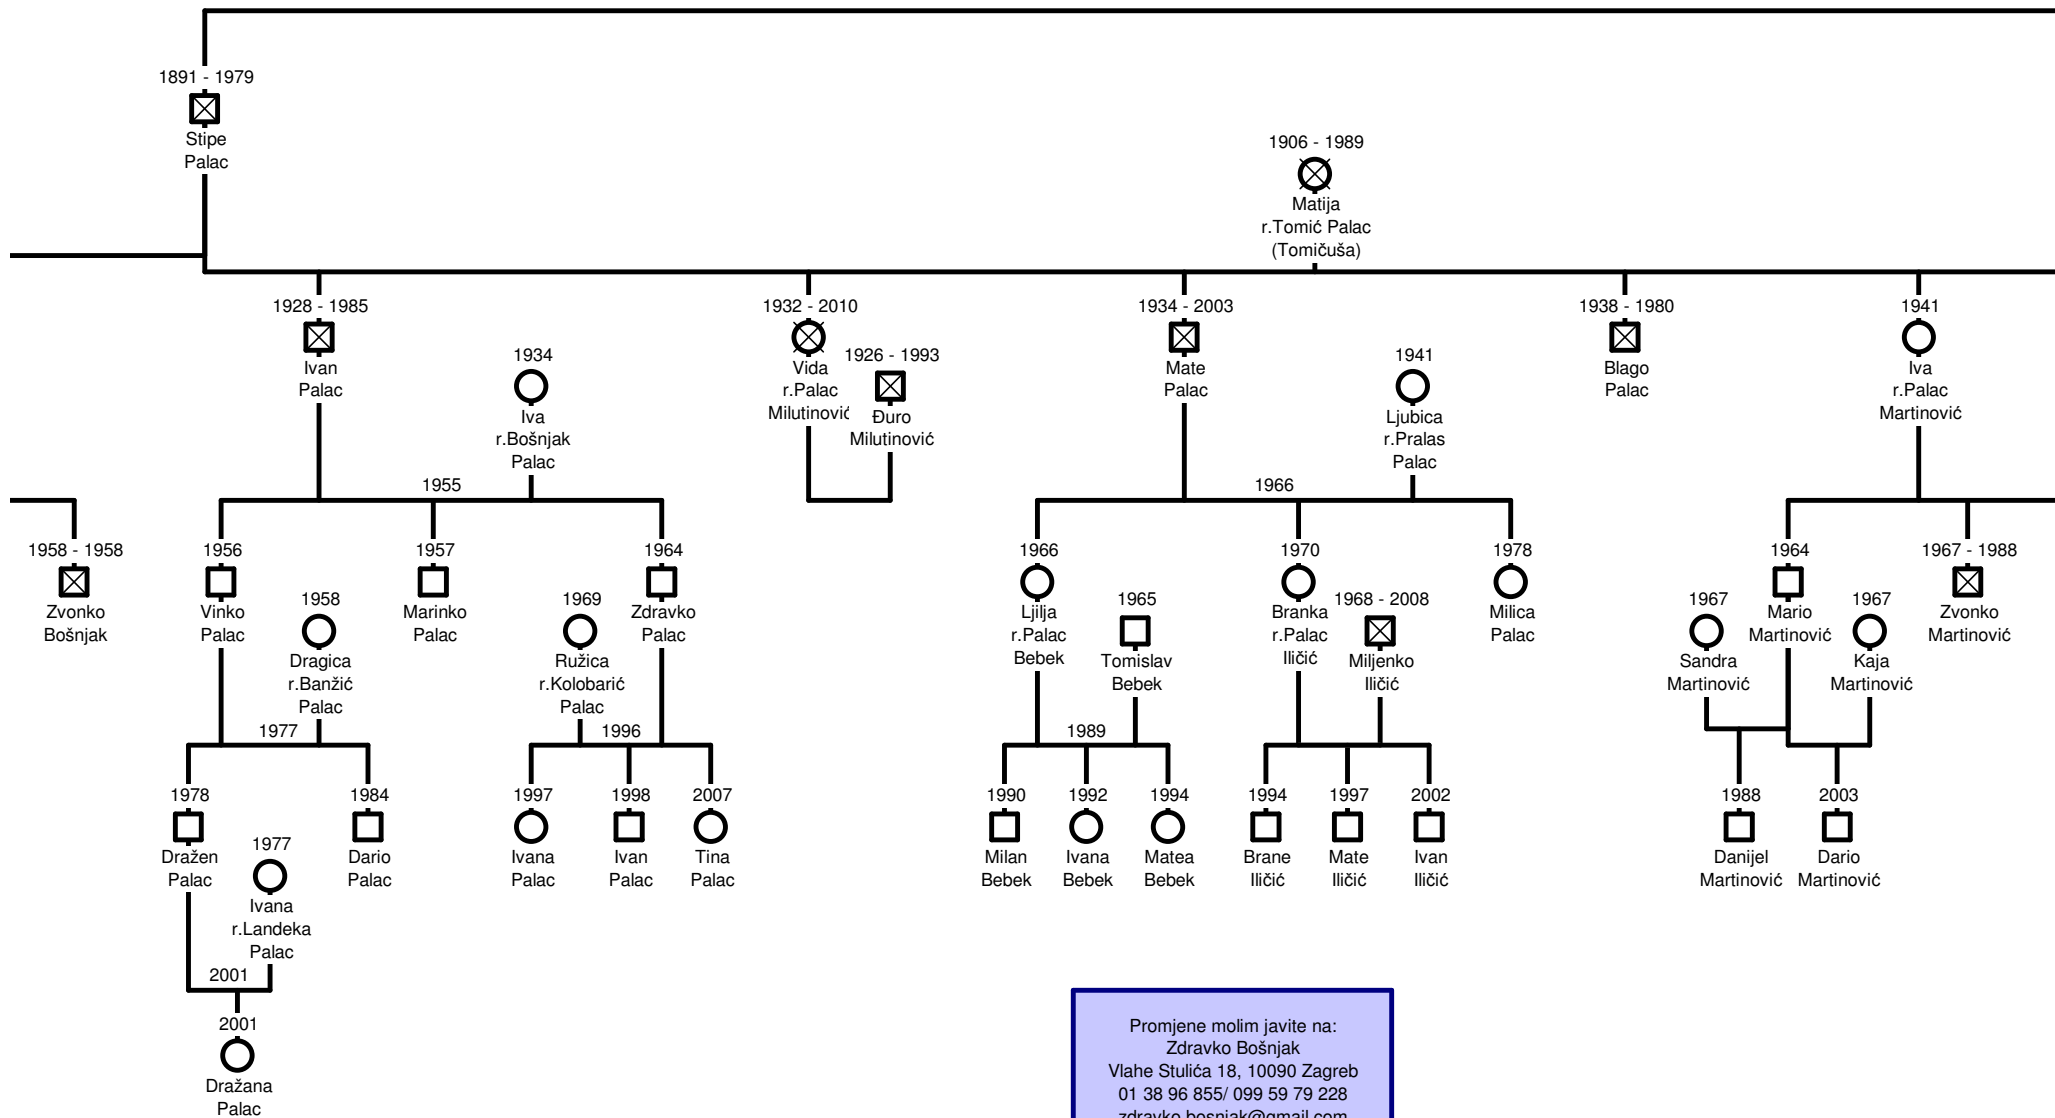 1891 - 1979
Stipe
Palac
1906 - 1989
Matija
r.Tomić Palac
(Tomičuša)
1928 - 1985
Ivan
Palac
1934
Iva
r.Bošnjak
Palac
1932 - 2010
Vida
r.Palac
Milutinović
1926 - 1993
Đuro
Milutinović
1934 - 2003
Mate
Palac
1941
Ljubica
r.Pralas
Palac
1938 - 1980
Blago
Palac
1941
Iva
r.Palac
Martinović
1955
1966
1958 - 1958
Zvonko
Bošnjak
1956
Vinko
Palac
1958
Dragica
r.Banžić
Palac
1957
Marinko
Palac
1969
Ružica
r.Kolobarić
Palac
1964
Zdravko
Palac
1966
Ljilja
r.Palac
Bebek
1965
Tomislav
Bebek
1970
Branka
r.Palac
Iličić
1968 - 2008
Miljenko
Iličić
1978
Milica
Palac
1967
Sandra
Martinović
1964
Mario
Martinović
1967
Kaja
Martinović
1967 - 1988
Zvonko
Martinović
1977
1996
1989
1978
Dražen
Palac
1977
Ivana
r.Landeka
Palac
1984
Dario
Palac
1997
Ivana
Palac
1998
Ivan
Palac
2007
Tina
Palac
1990
Milan
Bebek
1992
Ivana
Bebek
1994
Matea
Bebek
1994
Brane
Iličić
1997
Mate
Iličić
2002
Ivan
Iličić
1988
Danijel
Martinović
2003
Dario
Martinović
2001
2001
Dražana
Palac
Promjene molim javite na:
Zdravko Bošnjak
Vlahe Stulića 18, 10090 Zagreb
01 38 96 855/ 099 59 79 228
zdravko.bosnjak@gmail.com